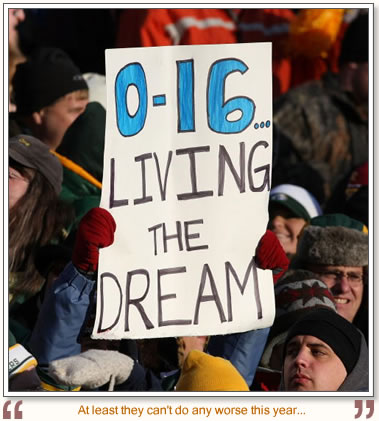 0-16...
LIVING
THE
DREAM
At least they can't do any worse this year...